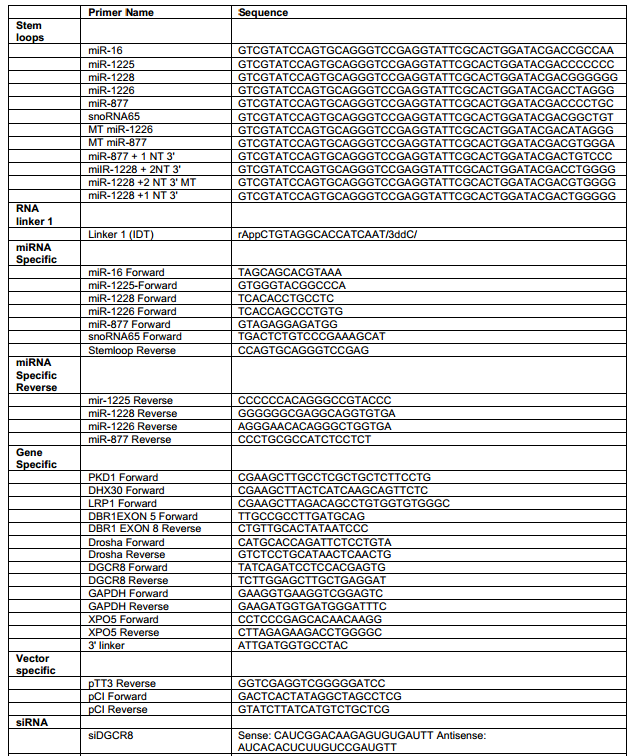 Primer Name Sequence
Stem
loops
miR-16 GTCGTATCCAGTGCAGGGTCCGAGGTATTCGCACTGGATACGACCGCCAA
miR-1225 GTCGTATCCAGTGCAGGGTCCGAGGTATTCGCACTGGATACGACCCCCCC
miR-1228 GTCGTATCCAGTGCAGGGTCCGAGGTATTCGCACTGGATACGACGGGGGG
miR-1226 GTCGTATCCAGTGCAGGGTCCGAGGTATTCGCACTGGATACGACCTAGGG
miR-877 GTCGTATCCAGTGCAGGGTCCGAGGTATTCGCACTGGATACGACCCCTGC
snoRNA65 GTCGTATCCAGTGCAGGGTCCGAGGTATTCGCACTGGATACGACGGCTGT
MT miR-1226 GTCGTATCCAGTGCAGGGTCCGAGGTATTCGCACTGGATACGACATAGGG
MT miR-877 GTCGTATCCAGTGCAGGGTCCGAGGTATTCGCACTGGATACGACGTGGGA
miR-877 + 1 NT 3' GTCGTATCCAGTGCAGGGTCCGAGGTATTCGCACTGGATACGACTGTCCC
miIR-1228 + 2NT 3' GTCGTATCCAGTGCAGGGTCCGAGGTATTCGCACTGGATACGACCTGGGG
miR-1228 +2 NT 3' MT GTCGTATCCAGTGCAGGGTCCGAGGTATTCGCACTGGATACGACGTGGGG
miR-1228 +1 NT 3' GTCGTATCCAGTGCAGGGTCCGAGGTATTCGCACTGGATACGACTGGGGG
RNA
linker 1
Linker 1 (IDT) rAppCTGTAGGCACCATCAAT/3ddC/
miRNA
Specific
miR-16 Forward TAGCAGCACGTAAA
miR-1225-Forward GTGGGTACGGCCCA
miR-1228 Forward TCACACCTGCCTC
miR-1226 Forward TCACCAGCCCTGTG
miR-877 Forward GTAGAGGAGATGG
snoRNA65 Forward TGACTCTGTCCCGAAAGCAT
Stemloop Reverse CCAGTGCAGGGTCCGAG
miRNA
Specific
Reverse
mir-1225 Reverse CCCCCCACAGGGCCGTACCC
miR-1228 Reverse GGGGGGCGAGGCAGGTGTGA
miR-1226 Reverse AGGGAACACAGGGCTGGTGA
miR-877 Reverse CCCTGCGCCATCTCCTCT
Gene
Specific
PKD1 Forward CGAAGCTTGCCTCGCTGCTCTTCCTG
DHX30 Forward CGAAGCTTACTCATCAAGCAGTTCTC
LRP1 Forward CGAAGCTTAGACAGCCTGTGGTGTGGGC
DBR1EXON 5 Forward TTGCCGCCTTGATGCAG
DBR1 EXON 8 Reverse CTGTTGCACTATAATCCC
Drosha Forward CATGCACCAGATTCTCCTGTA
Drosha Reverse GTCTCCTGCATAACTCAACTG
DGCR8 Forward TATCAGATCCTCCACGAGTG
DGCR8 Reverse TCTTGGAGCTTGCTGAGGAT
GAPDH Forward GAAGGTGAAGGTCGGAGTC
GAPDH Reverse GAAGATGGTGATGGGATTTC
XPO5 Forward CCTCCCGAGCACAACAAGG
XPO5 Reverse CTTAGAGAAGACCTGGGGC
3' linker ATTGATGGTGCCTAC
Vector
specific
pTT3 Reverse GGTCGAGGTCGGGGGATCC
pCI Forward GACTCACTATAGGCTAGCCTCG
pCI Reverse GTATCTTATCATGTCTGCTCG
siRNA
siDGCR8 Sense: CAUCGGACAAGAGUGUGAUTT Antisense:
AUCACACUCUUGUCCGAUGTT